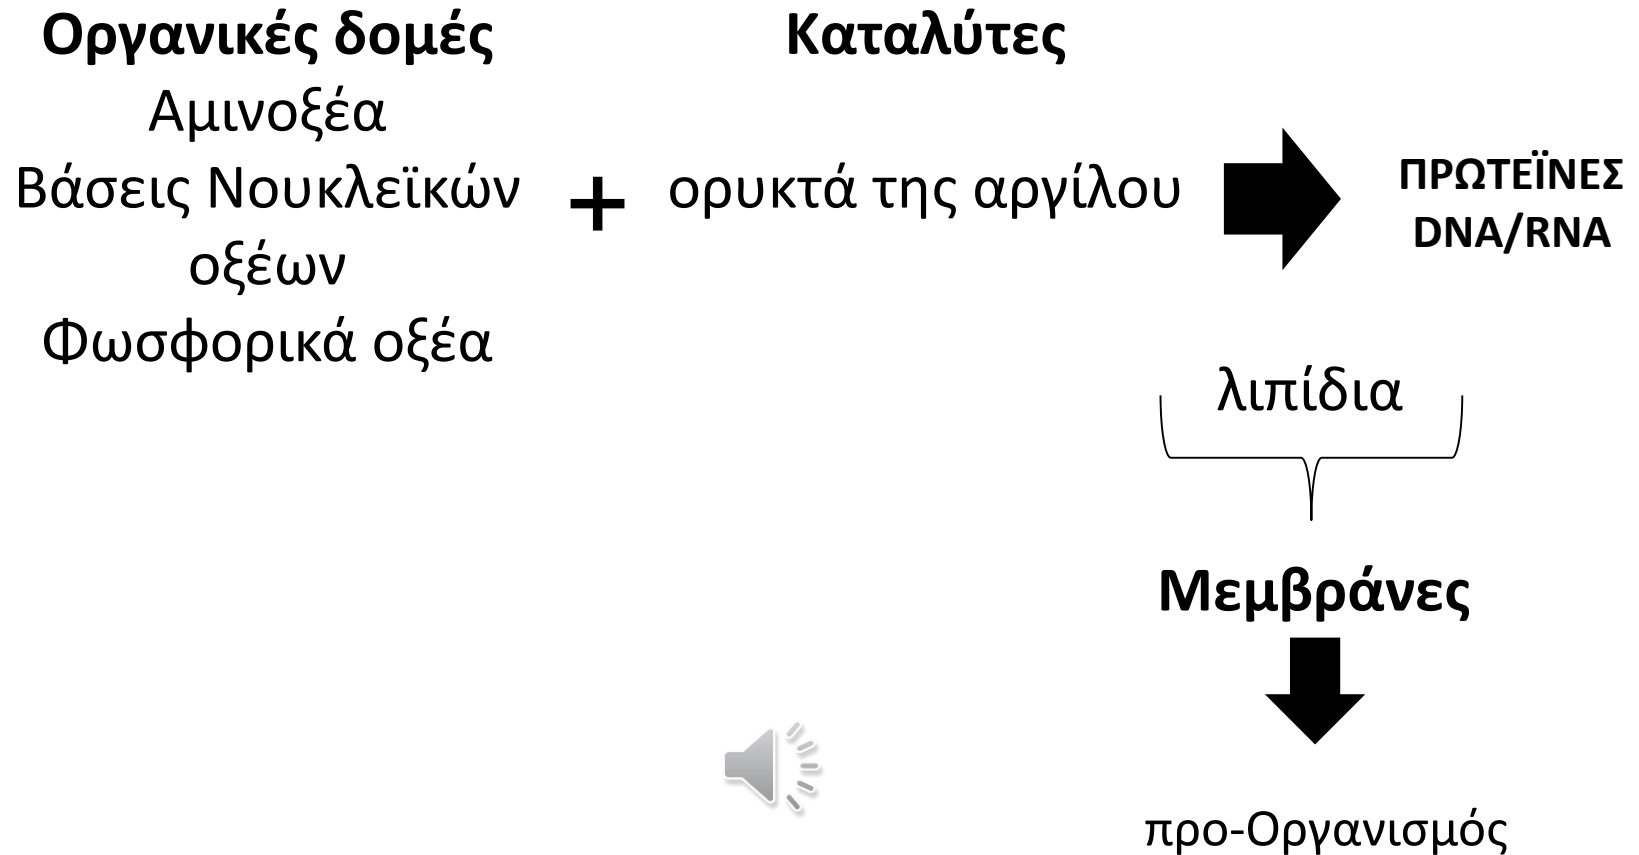 Οργανικές δομές
Αμινοξέα
Βάσεις Νουκλεϊκών
οξέων
Φωσφορικά οξέα
+
Καταλύτες
ορυκτά της αργίλου
ΠΡΩΤΕΪΝΕΣ
DNA/RNA
λιπίδια
Μεμβράνες
προ-Οργανισμός